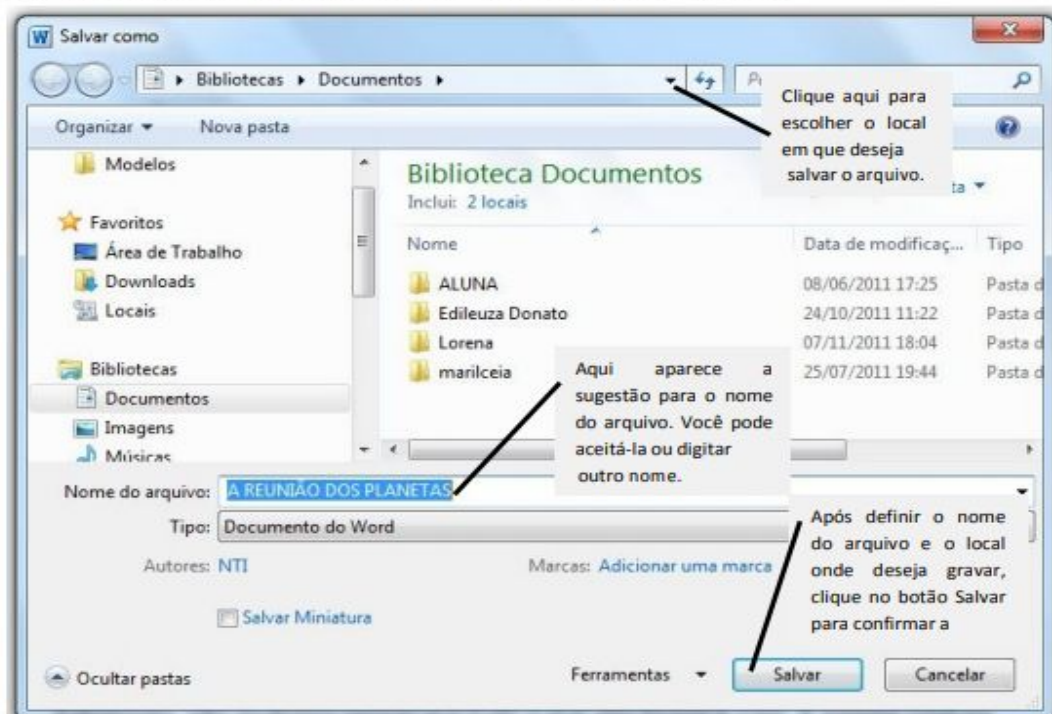 Salvar como
Bibliotecas Documentos
Clique aqui para
escolher o local
em que deseja
salvar o arquivo.
Organizar Nova pasta
Modelos
Favoritos
Área de Trabalho
Downloads
Locais
Bibliotecas
Documentos
Imagens
Músicas
Biblioteca Documentos
Inclui: 2 locais
Nome Data de modificaç... Tipo
ALUNA 08/06/2011 17:25 Pasta d
Edileuza Donato 24/10/2011 11:22 Pasta d
Lorena 07/11/2011 18:04 Pasta d
marilceia 25/07/2011 19:44 Pasta d
Aqui aparece a
sugestão para o nome
do arquivo. Você pode
aceitá-la ou digitar
outro nome.
Nome do arquivo: A REUNIÃO DOS PLANETAS
Tipo: Documento do Word
Autores: NTI Marcas: Adicionar uma marca
Salvar Miniatura
Após definir o nome
do arquivo e o local
onde deseja gravar,
clique no botão Salvar
para confirmar a
Ocultar pastas Ferramentas Salvar Cancelar